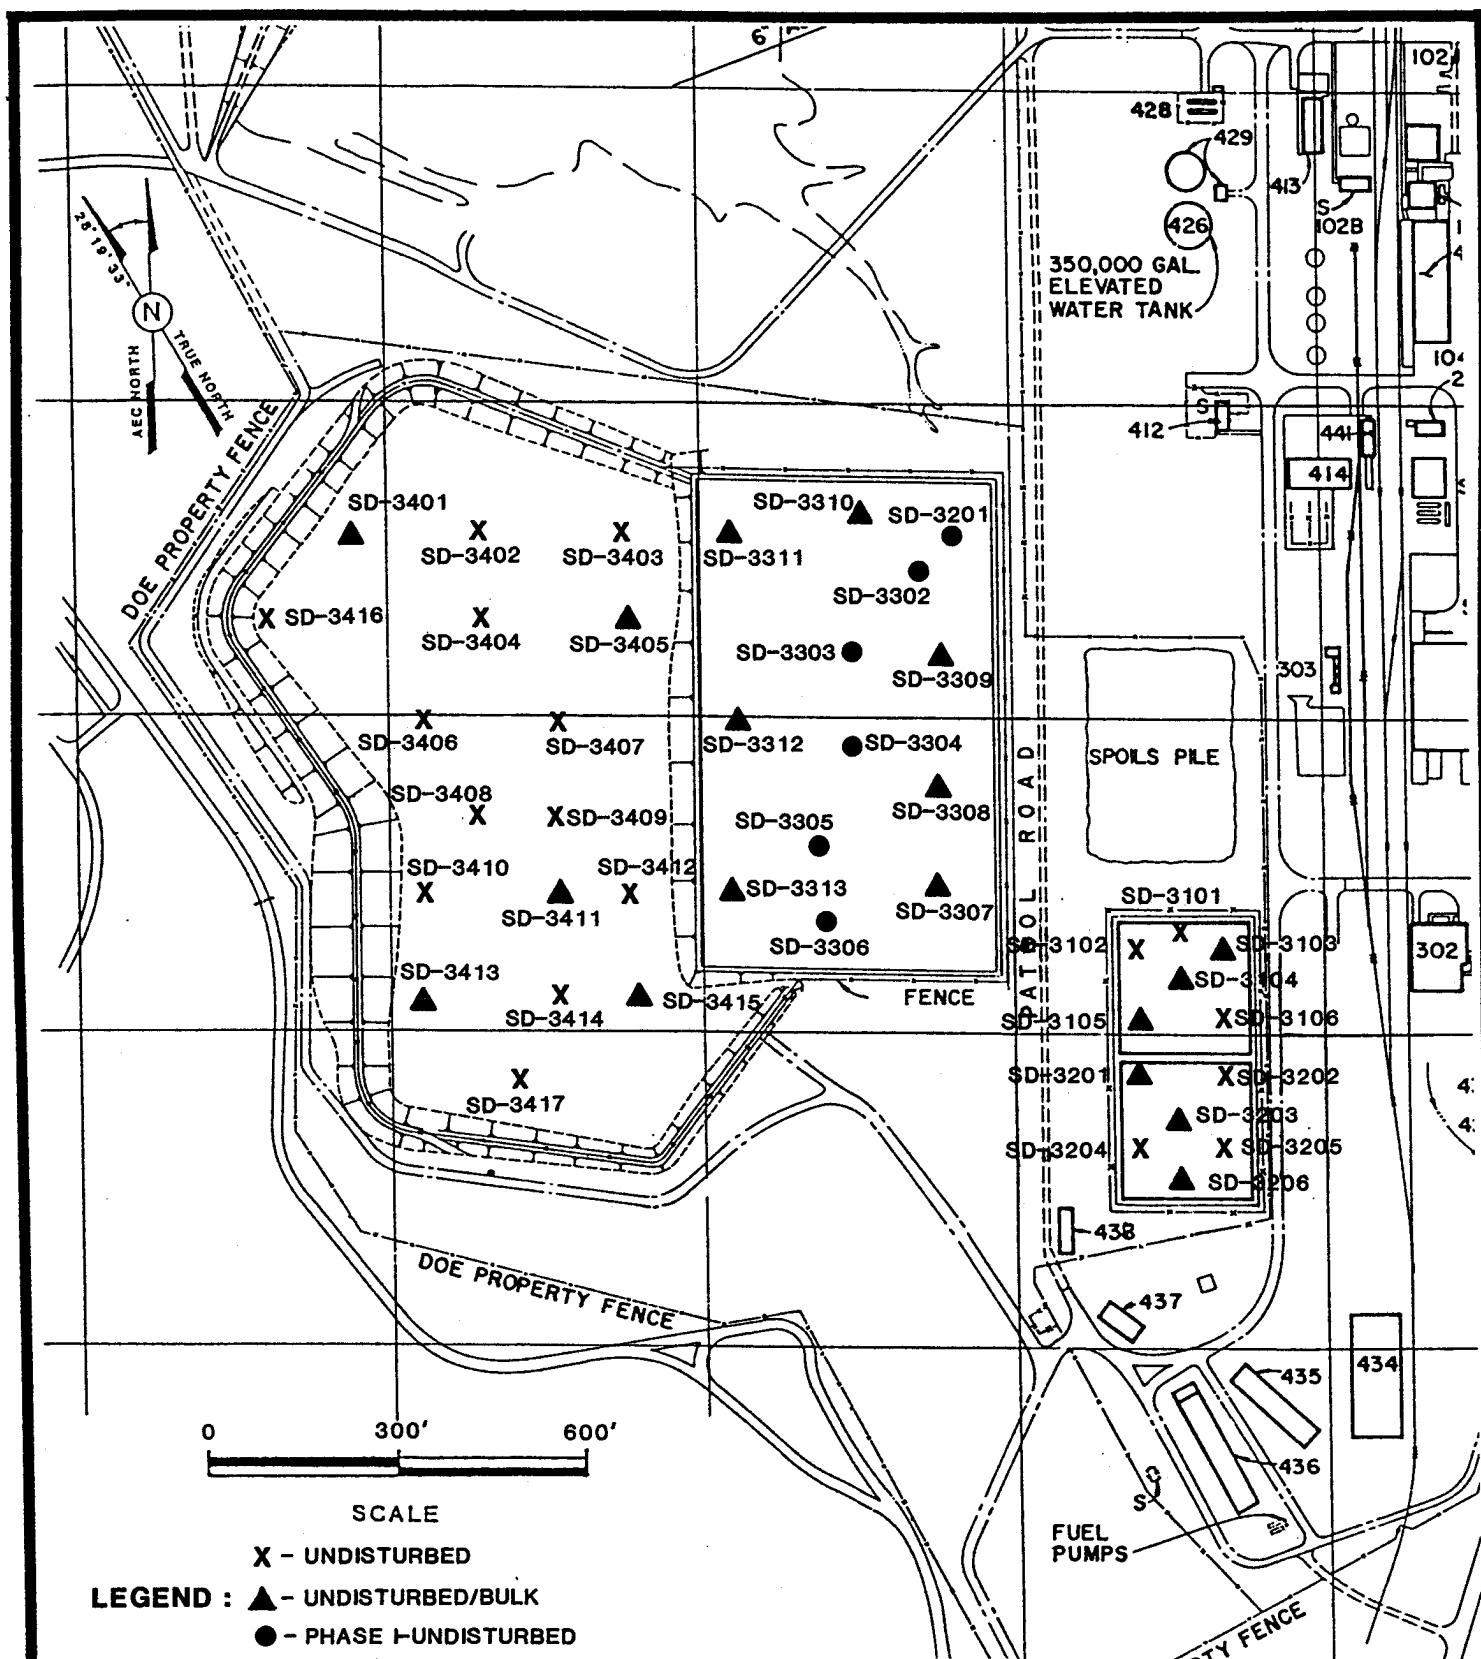 6
102
428
429
413
S
102B
426
350,000 GAL.
ELEVATED
WATER TANK
28°19'33"
N
TRUE NORTH
AEC NORTH
DOE PROPERTY FENCE
104
2
S
412
441
414
SD-3401
SD-3402
SD-3403
SD-3310
SD-3201
SD-3311
SD-3302
SD-3416
SD-3404
SD-3405
SD-3303
SD-3309
303
SD-3406
SD-3407
SD-3312
SD-3304
SPOILS PILE
SD-3408
SD-3409
SD-3305
SD-3308
PATOL ROAD
SD-3410
SD-3412
SD-3411
SD-3313
SD-3307
SD-3306
SD-3101
SD-3102
SD-3103
302
SD-3413
SD-3414
SD-3415
FENCE
SD-3104
SD-3105
SD-3106
SD-3417
SD-3201
SD-3202
SD-3203
SD-3204
SD-3205
SD-3206
438
DOE PROPERTY FENCE
437
435
434
436
S
FUEL
PUMPS
0 300' 600'
SCALE
X - UNDISTURBED
LEGEND : ▲ - UNDISTURBED/BULK
● - PHASE I-UNDISTURBED
RTY FENCE